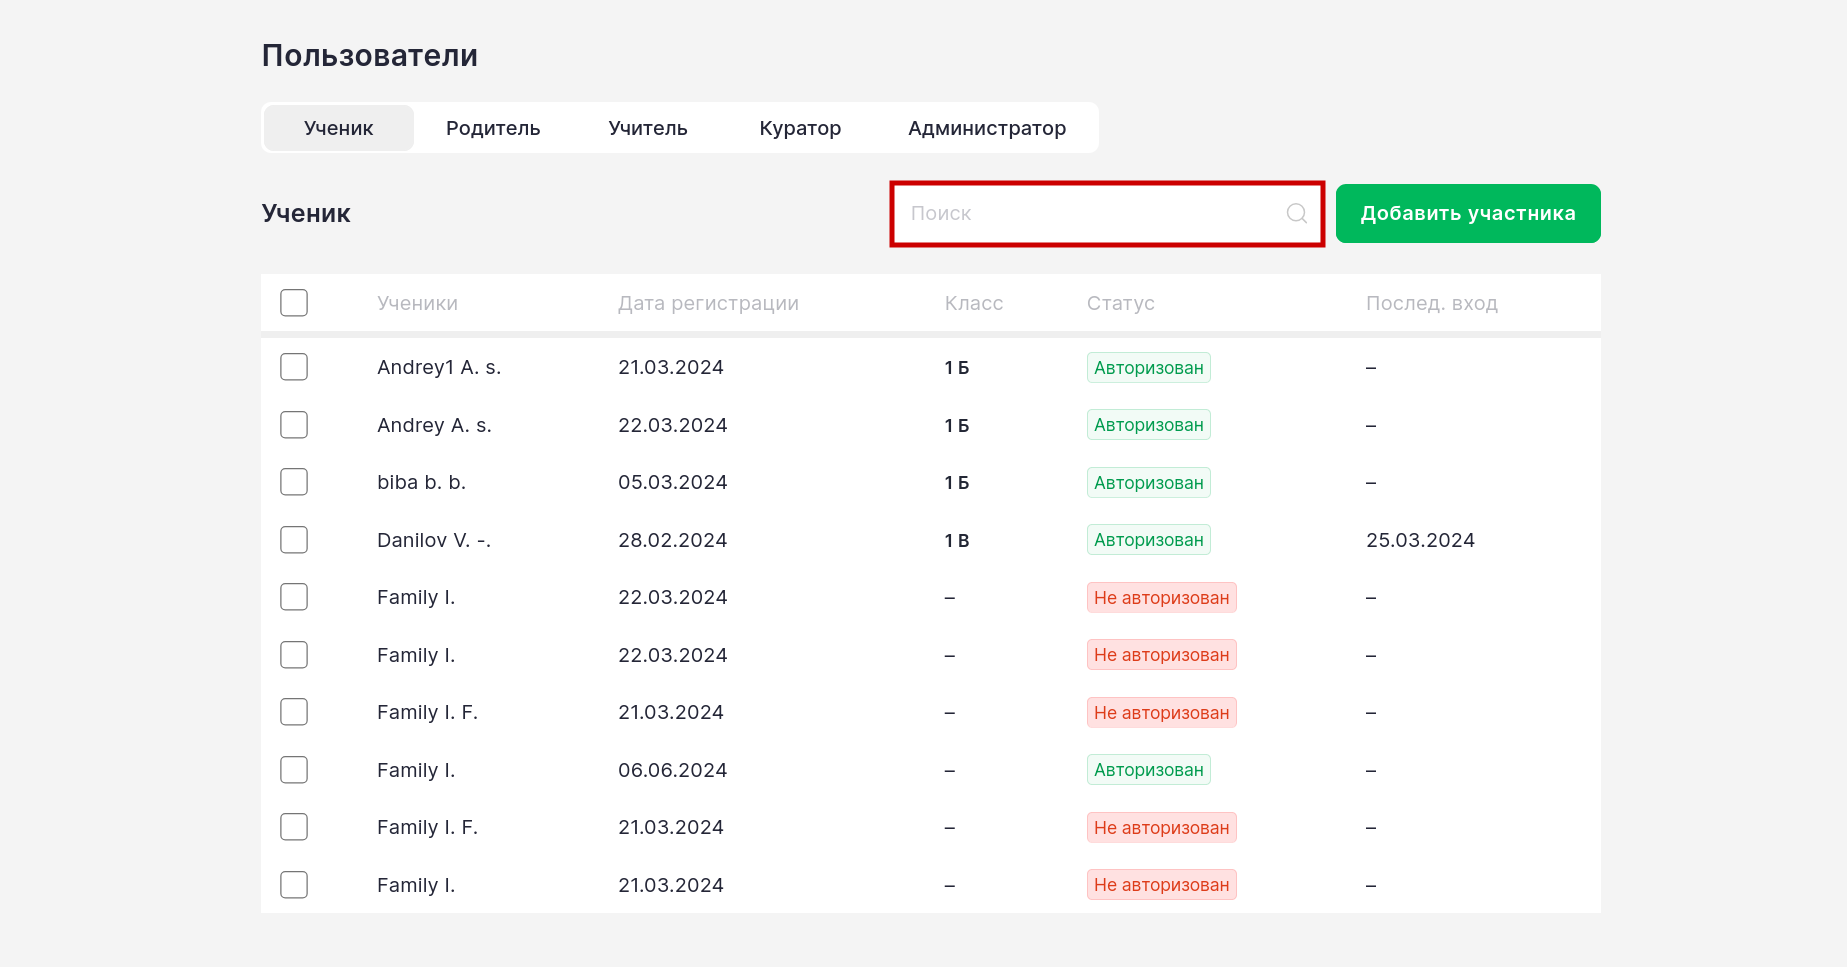 Пользователи
Ученик Родитель Учитель Куратор Администратор
Ученик Поиск Добавить участника
Ученики Дата регистрации Класс Статус Послед. вход
Andrey1 A. s. 21.03.2024 1 Б Авторизован –
Andrey A. s. 22.03.2024 1 Б Авторизован –
biba b. b. 05.03.2024 1 Б Авторизован –
Danilov V. -. 28.02.2024 1 В Авторизован 25.03.2024
Family I. 22.03.2024 – Не авторизован –
Family I. 22.03.2024 – Не авторизован –
Family I. F. 21.03.2024 – Не авторизован –
Family I. 06.06.2024 – Авторизован –
Family I. F. 21.03.2024 – Не авторизован –
Family I. 21.03.2024 – Не авторизован –